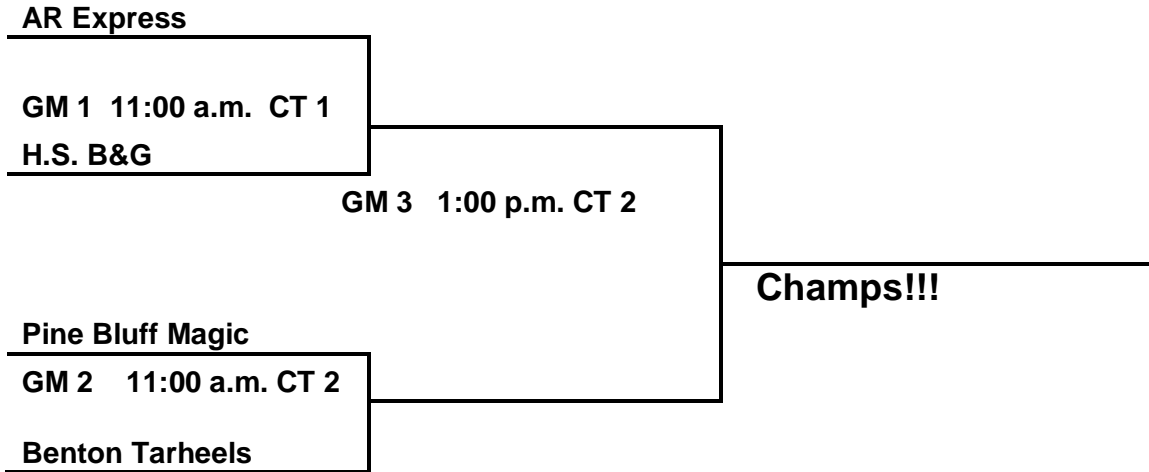 AR Express
GM 1 11:00 a.m. CT 1
H.S. B&G
GM 3 1:00 p.m. CT 2
Champs!!!
Pine Bluff Magic
GM 2 11:00 a.m. CT 2
Benton Tarheels